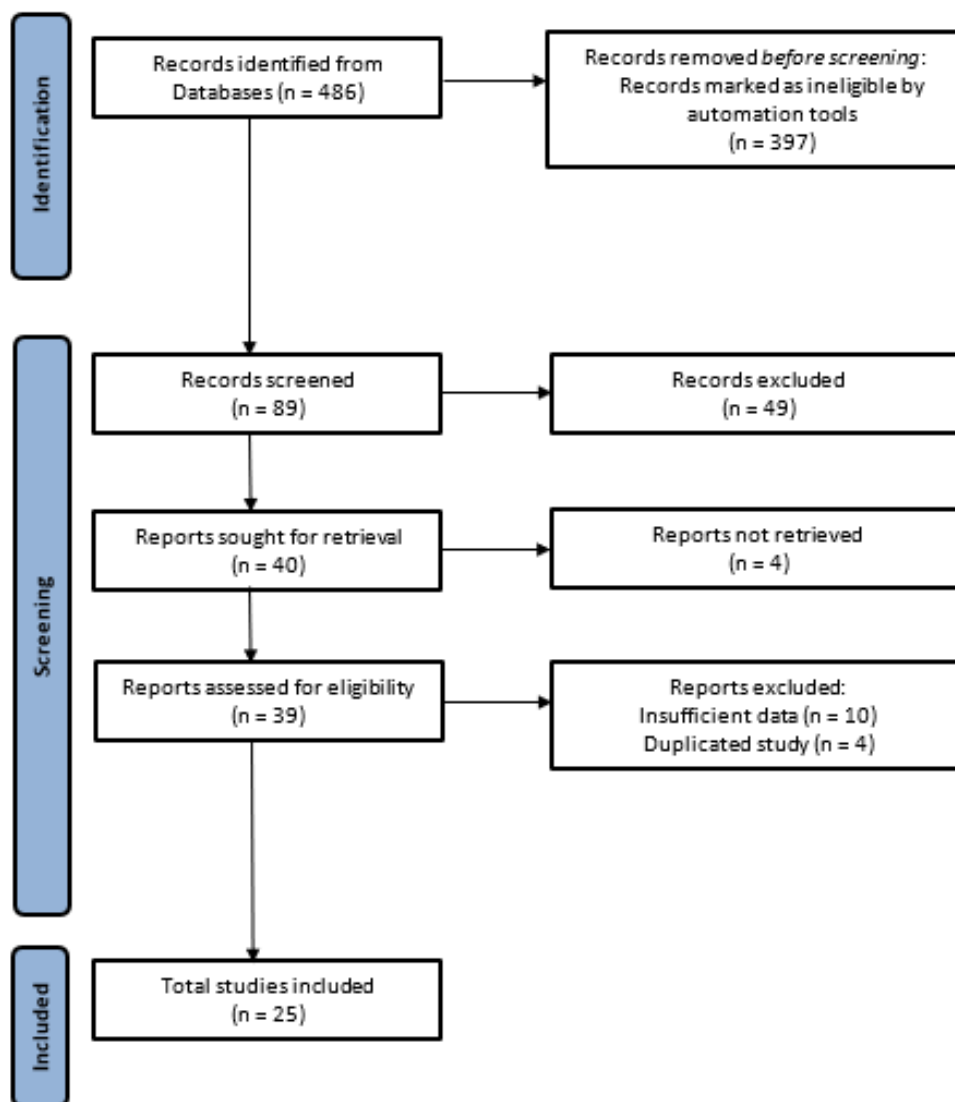 Identification
Records identified from
Databases (n = 486)
Records removed before screening:
Records marked as ineligible by
automation tools
(n = 397)
Screening
Records screened
(n = 89)
Records excluded
(n = 49)
Reports sought for retrieval
(n = 40)
Reports not retrieved
(n = 4)
Reports assessed for eligibility
(n = 39)
Reports excluded:
Insufficient data (n = 10)
Duplicated study (n = 4)
Included
Total studies included
(n = 25)